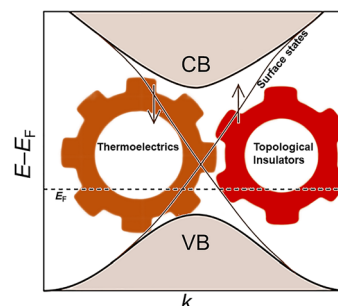 CB
Surface states
Thermoelectrics
Topological
Insulators
E–E_F
E_F
VB
k